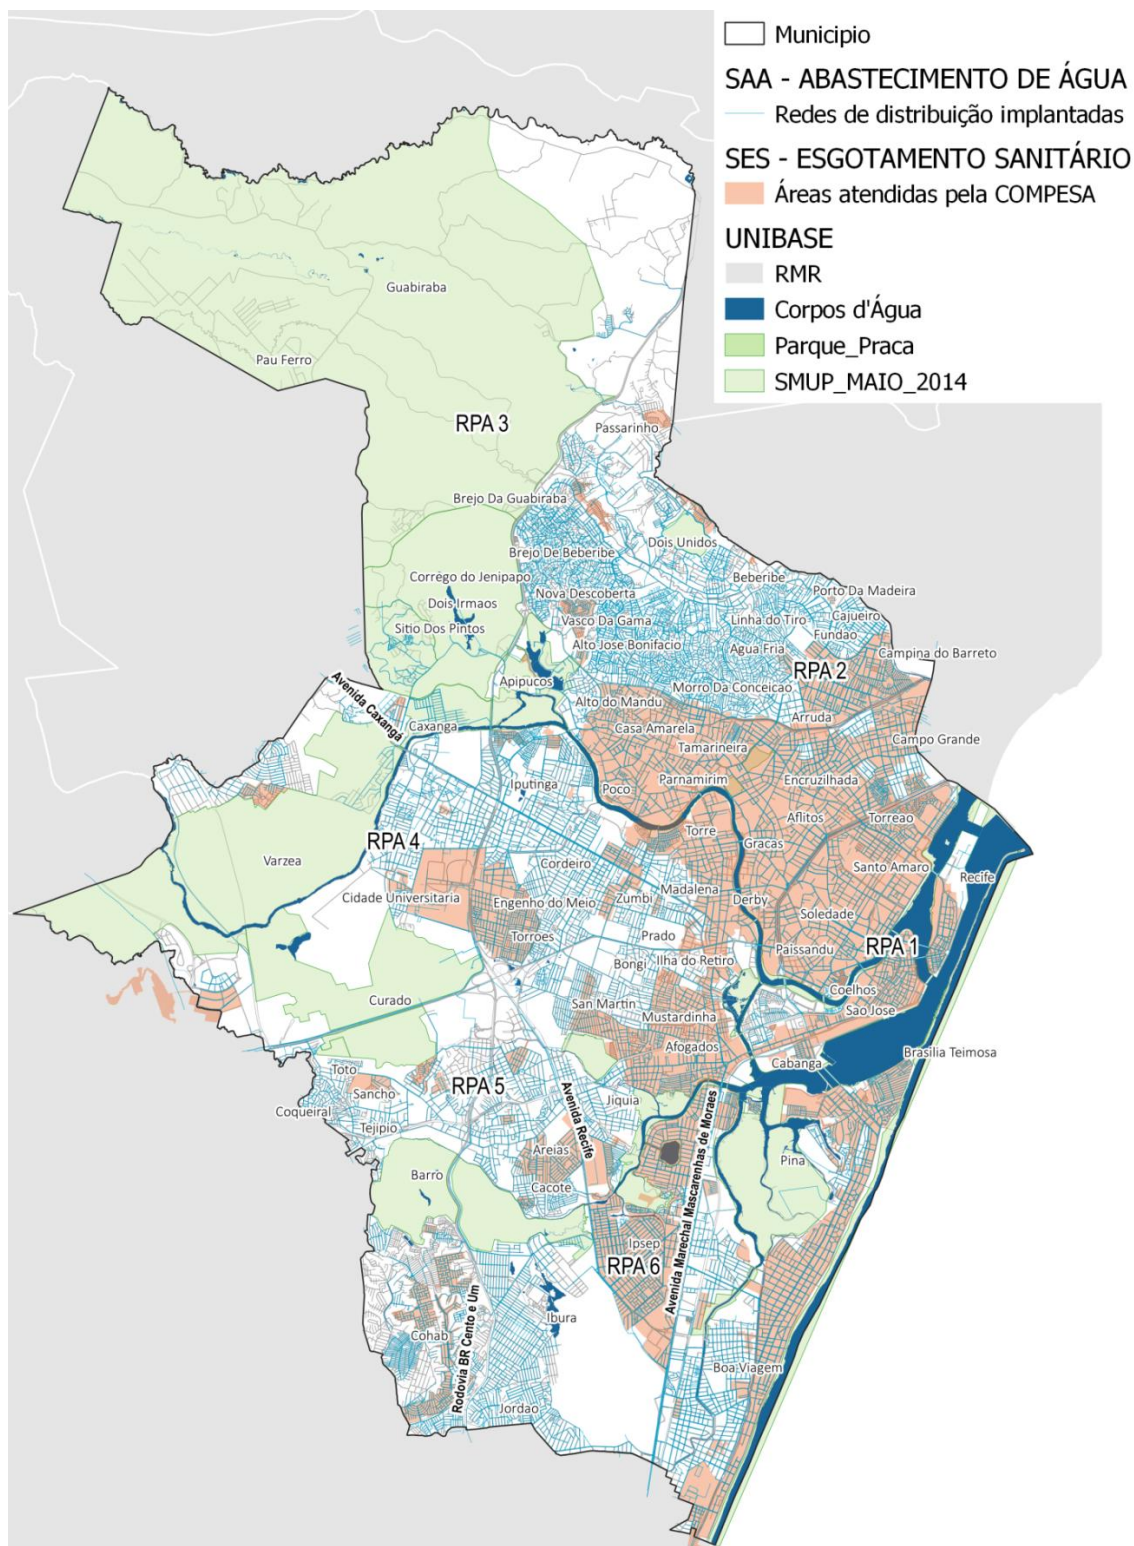 Municipio
SAA - ABASTECIMENTO DE ÁGUA
Redes de distribuição implantadas
SES - ESGOTAMENTO SANITÁRIO
Áreas atendidas pela COMPESA
UNIBASE
RMR
Corpos d'Água
Parque_Praca
SMUP_MAIO_2014
Guabiraba
Pau Ferro
RPA 3
Passarinho
Brejo Da Guabiraba
Dois Unidos
Brejo De Beberibe
Corrego do Jenipapo
Beberibe
Nova Descoberta
Porto Da Madeira
Dois Irmaos
Vasco Da Gama
Linha do Tiro
Cajueiro
Sitio Dos Pintos
Fundao
Alto Jose Bonifacio
Agua Fria
Campina do Barreto
RPA 2
Apipucos
Morro Da Conceicao
Alto do Mandu
Avenida Caxangá
Arruda
Caxanga
Casa Amarela
Campo Grande
Tamarineira
Iputinga
Parnamirim
Encruzilhada
Poco
Aflitos
Torreao
Torre
RPA 4
Gracas
Varzea
Cordeiro
Santo Amaro
Recife
Cidade Universitaria
Engenho do Meio
Zumbi
Madalena
Derby
Soledade
Torroes
Prado
Paissandu
RPA 1
Bongi
Ilha do Retiro
Coelhos
Curado
San Martin
Sao Jose
Mustardinha
Afogados
Brasilia Teimosa
Cabanga
Toto
RPA 5
Sancho
Coqueiral
Avenida Recife
Jiquia
Avenida Marechal Mascarenhas de Moraes
Tejipio
Areias
Pina
Barro
Cacote
Ipsep
RPA 6
Rodovia BR Cento e Um
Ibura
Cohab
Boa Viagem
Jordao